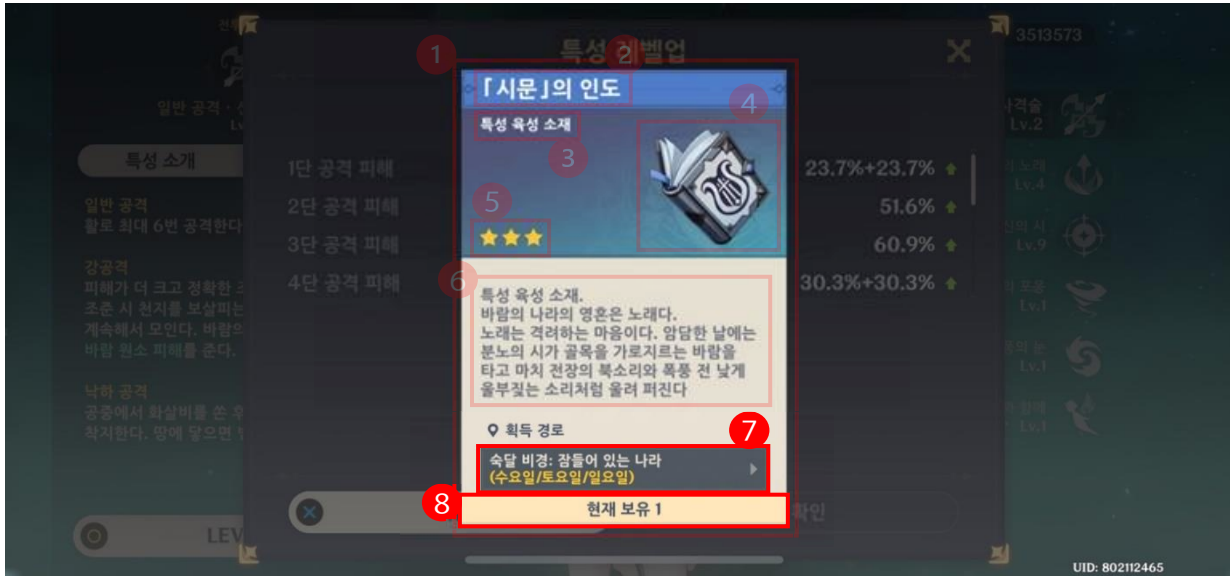 3513573
특성 레벨업
1
2
「시문」의 인도
특성 육성 소재
3
4
5
일반 공격
Lv.2
특성 소개
1단 공격 피해
23.7%+23.7%
Lv.4
일반 공격
활로 최대 6번 공격한다
2단 공격 피해
51.6%
3단 공격 피해
60.9%
Lv.9
강공격
피해가 더 크고 정확한
조준 시 천지를 보살피는
계속해서 모인다. 바람의
바람 원소 피해를 준다.
4단 공격 피해
30.3%+30.3%
Lv.1
6
특성 육성 소재.
바람의 나라의 영혼은 노래다.
노래는 격려하는 마음이다. 암담한 날에는
분노의 시가 골목을 가로지르는 바람을
타고 마치 전장의 북소리와 폭풍 전 낮게
울부짖는 소리처럼 울려 퍼진다
Lv.1
낙하 공격
공중에서 화살비를 쏜 후
착지한다. 땅에 닿으면
Lv.1
획득 경로
7
숙달 비경: 잠들어 있는 나라
(수요일/토요일/일요일)
8
현재 보유 1
확인
LEV
UID: 802112465